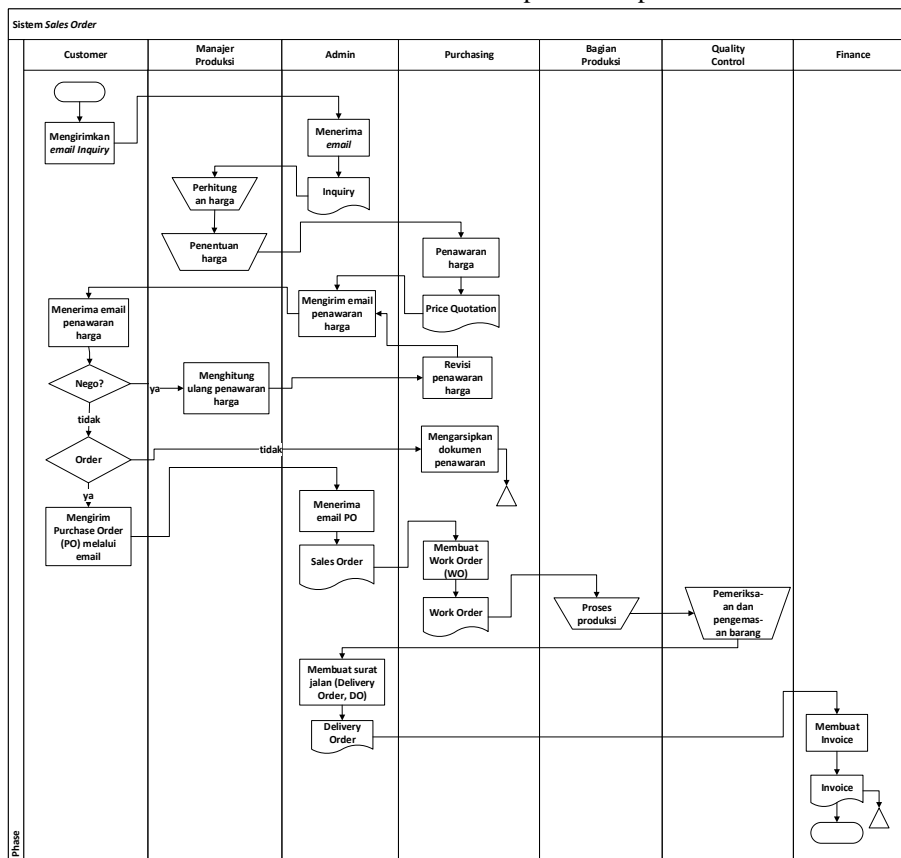 Sistem Sales Order
Customer
Manajer
Produksi
Admin
Purchasing
Bagian
Produksi
Quality
Control
Finance
Mengirimkan
email Inquiry
Menerima
email
Perhitung
an harga
Inquiry
Penentuan
harga
Penawaran
harga
Menerima email
penawaran
harga
Mengirim email
penawaran
harga
Price Quotation
Nego?
ya
Menghitung
ulang penawaran
harga
Revisi
penawaran
harga
tidak
Order
tidak
Mengarsipkan
dokumen
penawaran
ya
Mengirim
Purchase Order
(PO) melalui
email
Menerima
email PO
Sales Order
Membuat
Work Order
(WO)
Work Order
Proses
produksi
Pemeriksa-
an dan
pengemas-
an barang
Membuat surat
jalan (Delivery
Order, DO)
Delivery
Order
Membuat
Invoice
Invoice
Phase